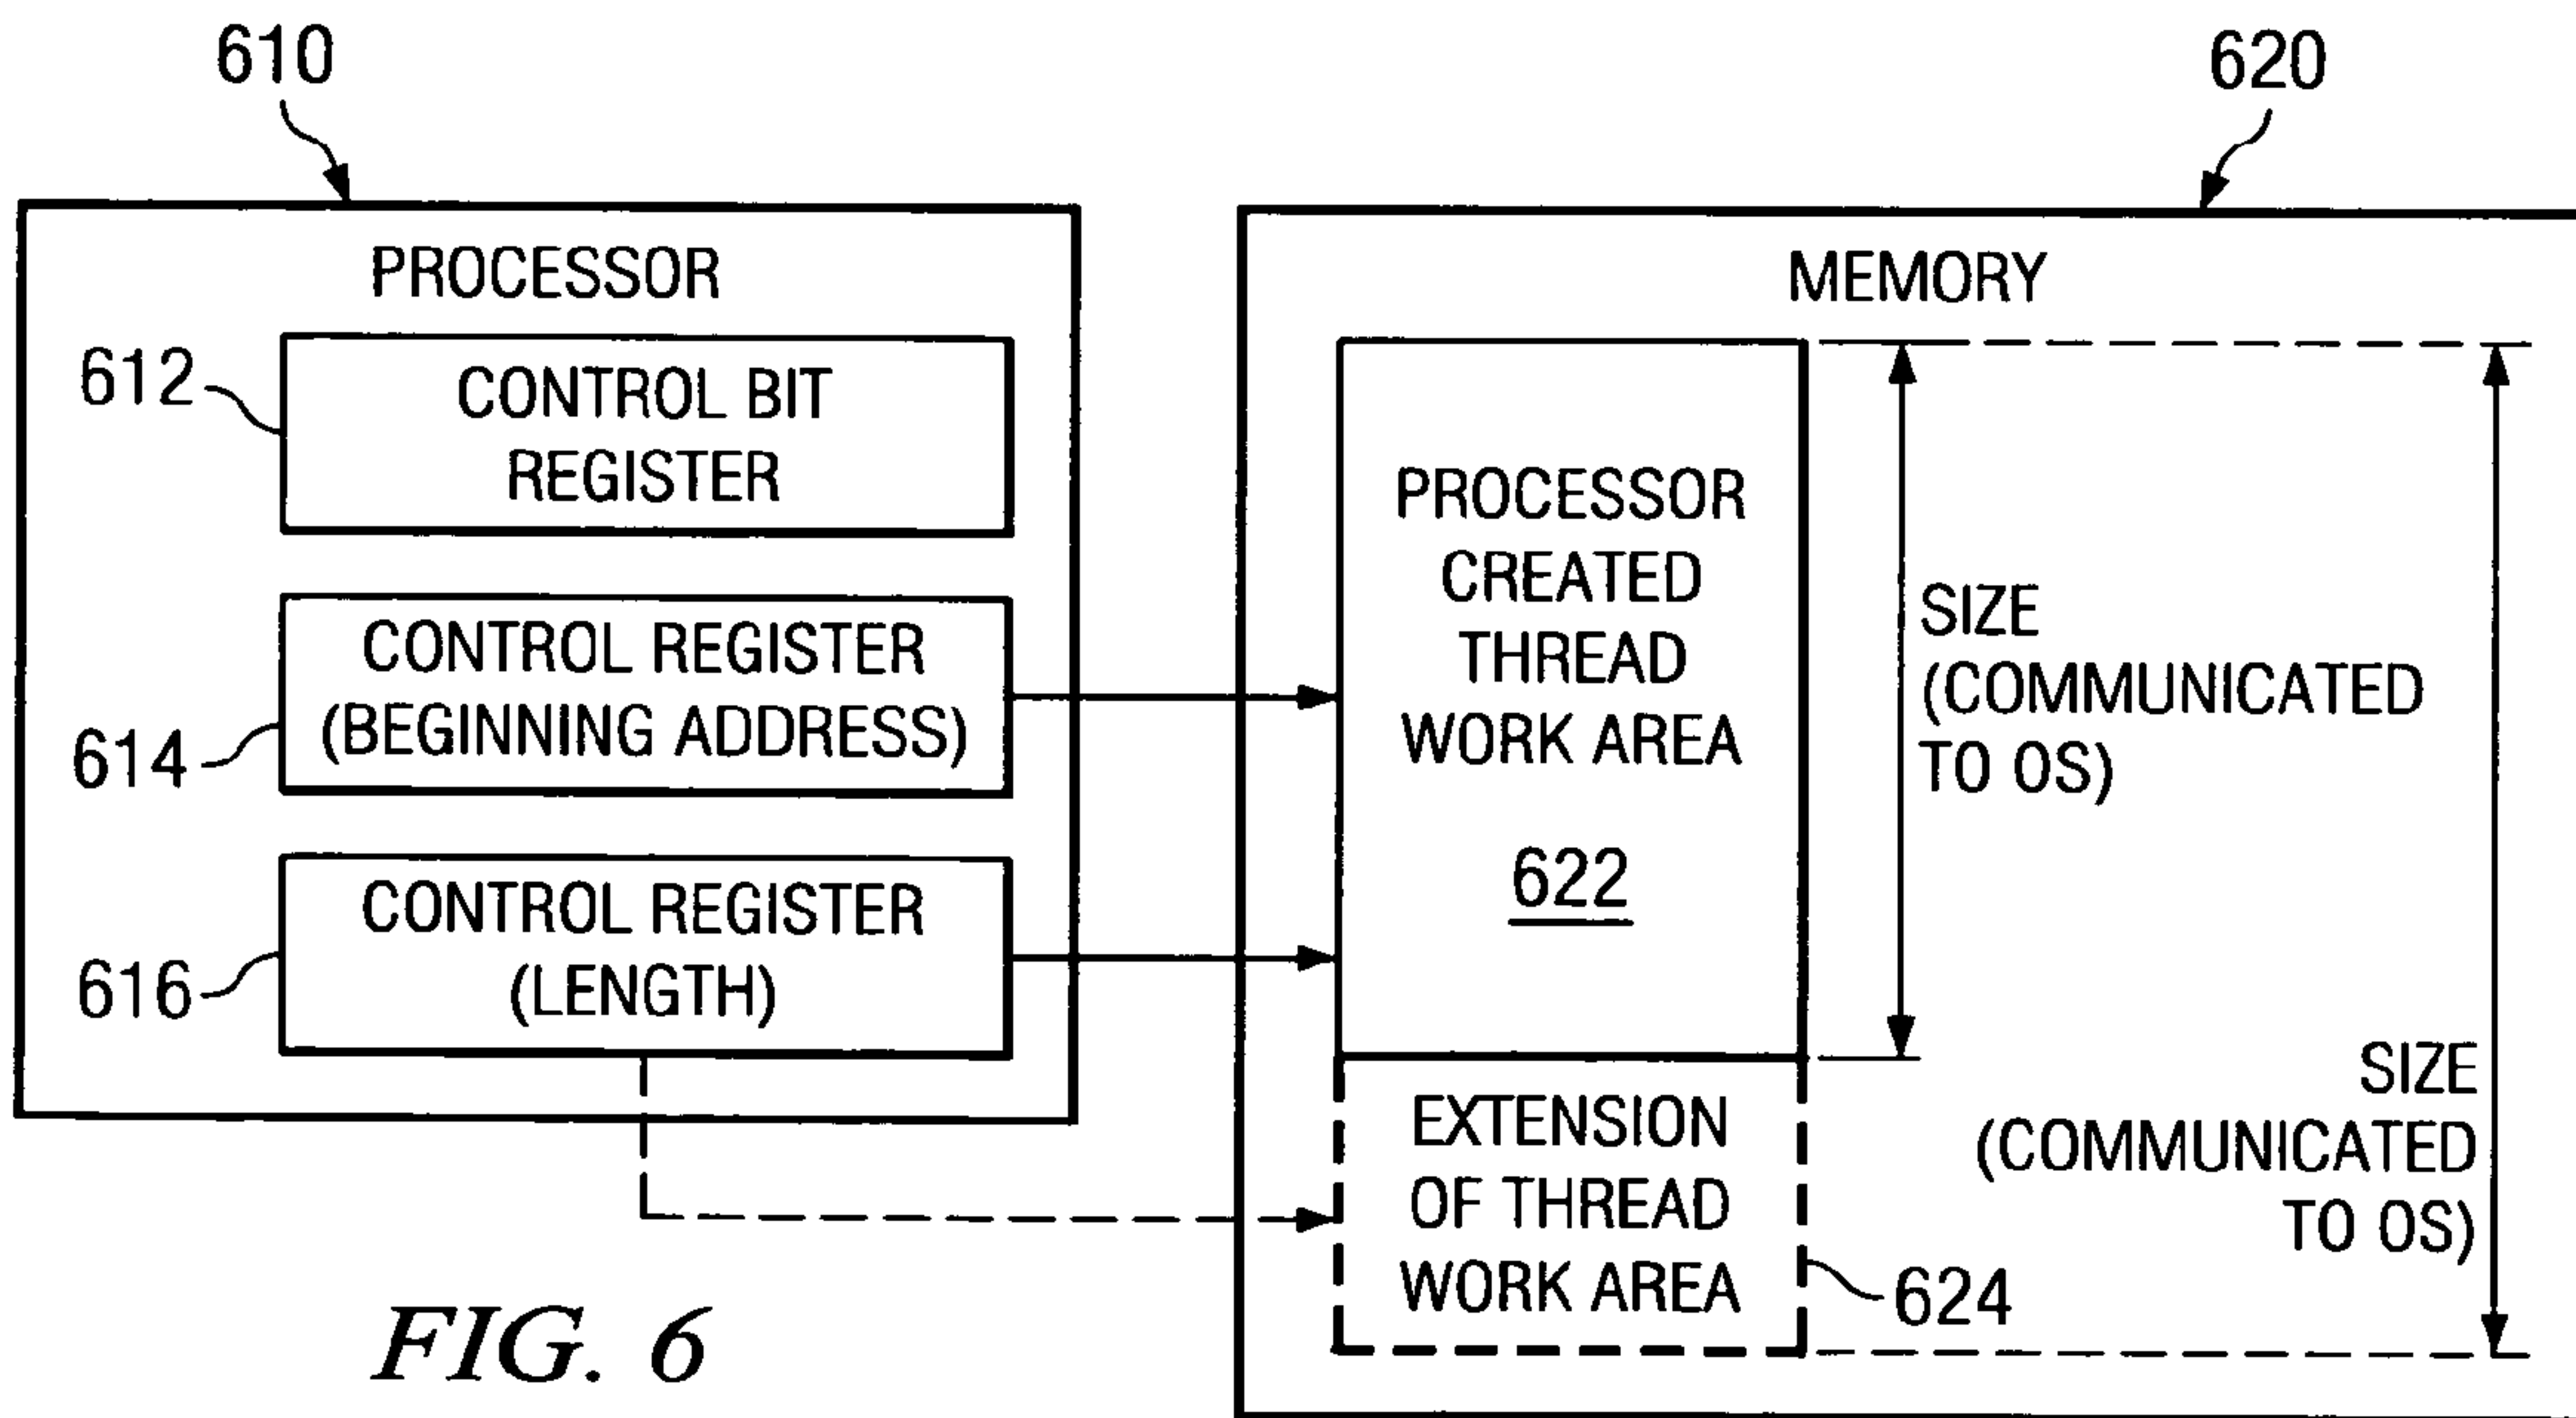 610
620
PROCESSOR
612
CONTROL BIT
REGISTER
614
CONTROL REGISTER
(BEGINNING ADDRESS)
616
CONTROL REGISTER
(LENGTH)
MEMORY
PROCESSOR
CREATED
THREAD
WORK AREA
622
SIZE
(COMMUNICATED
TO OS)
EXTENSION
OF THREAD
WORK AREA
624
SIZE
(COMMUNICATED
TO OS)
FIG. 6